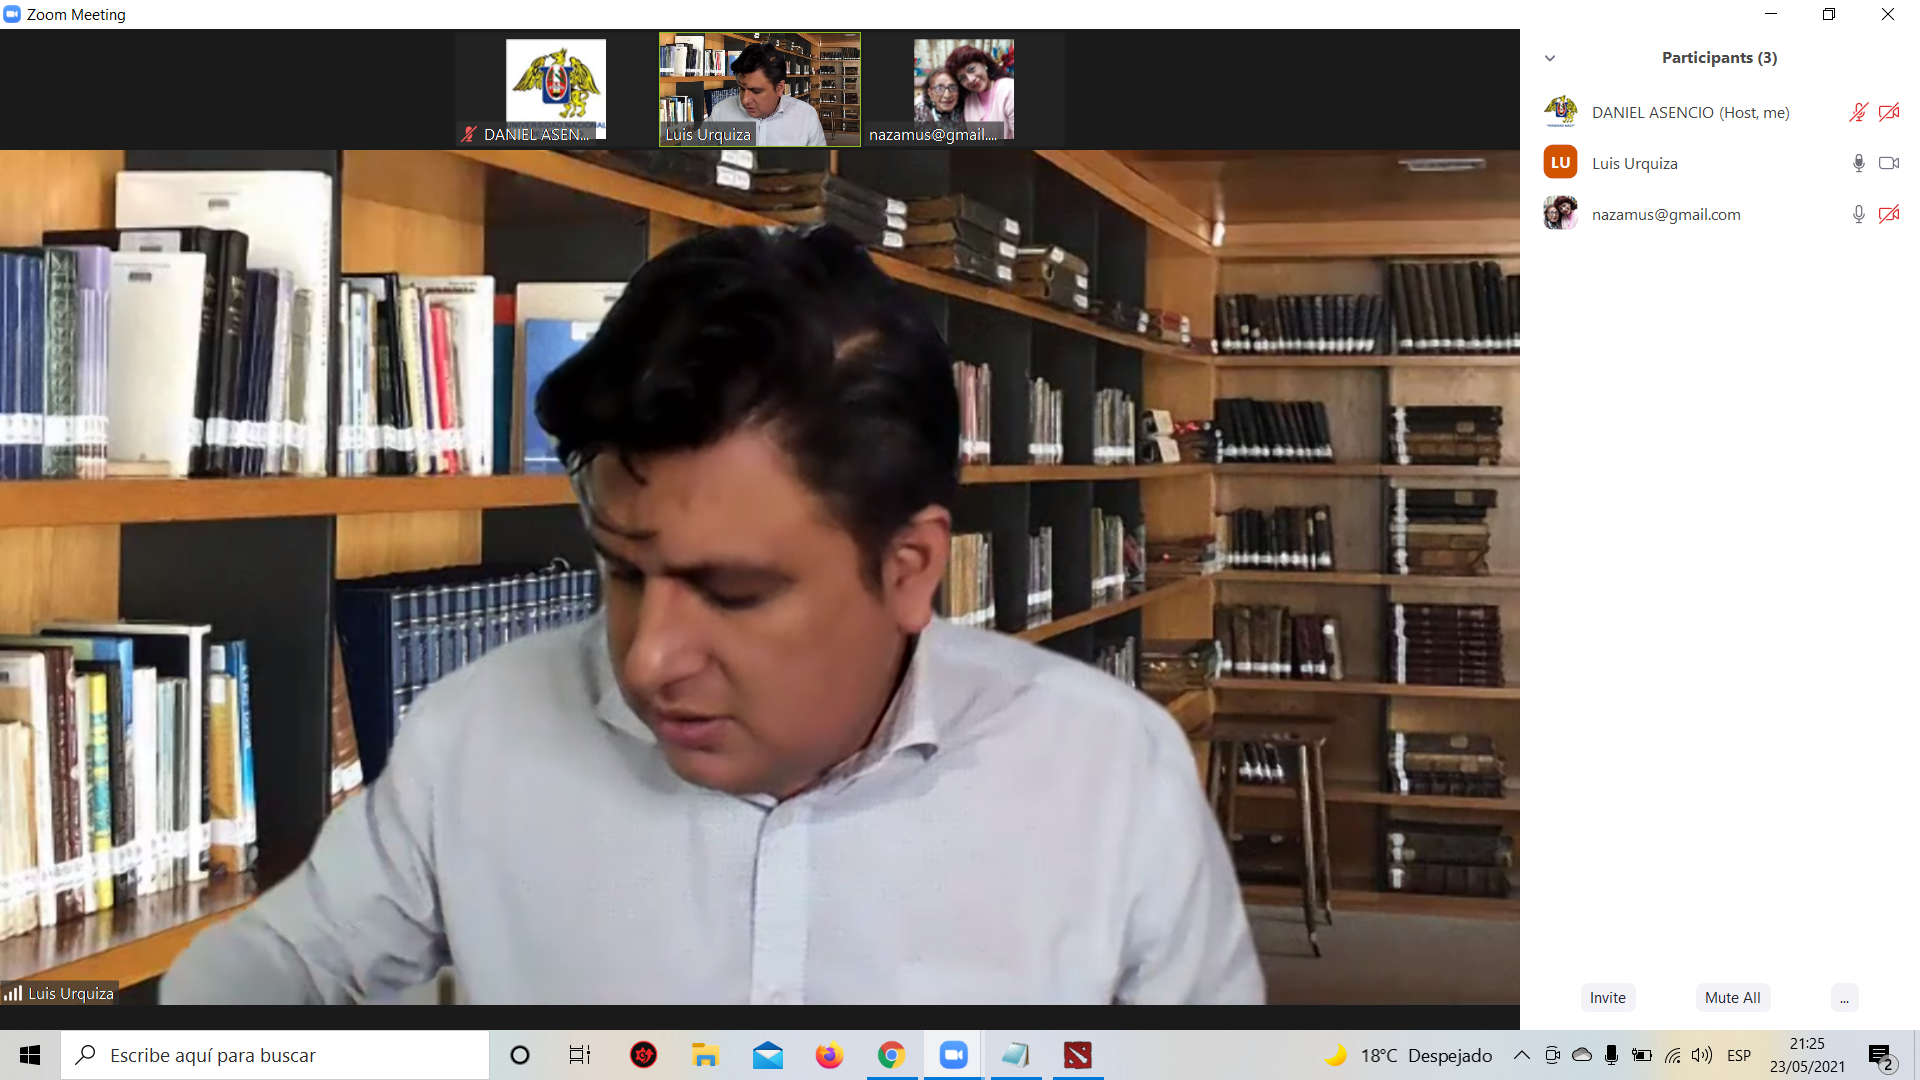 Zoom Meeting
DANIEL ASEN...
Luis Urquiza
nazamus@gmail....
Participants (3)
DANIEL ASENCIO (Host, me)
LU
Luis Urquiza
nazamus@gmail.com
Luis Urquiza
Invite
Mute All
...
Escribe aquí para buscar
18°C Despejado
ESP
21:25
23/05/2021
2